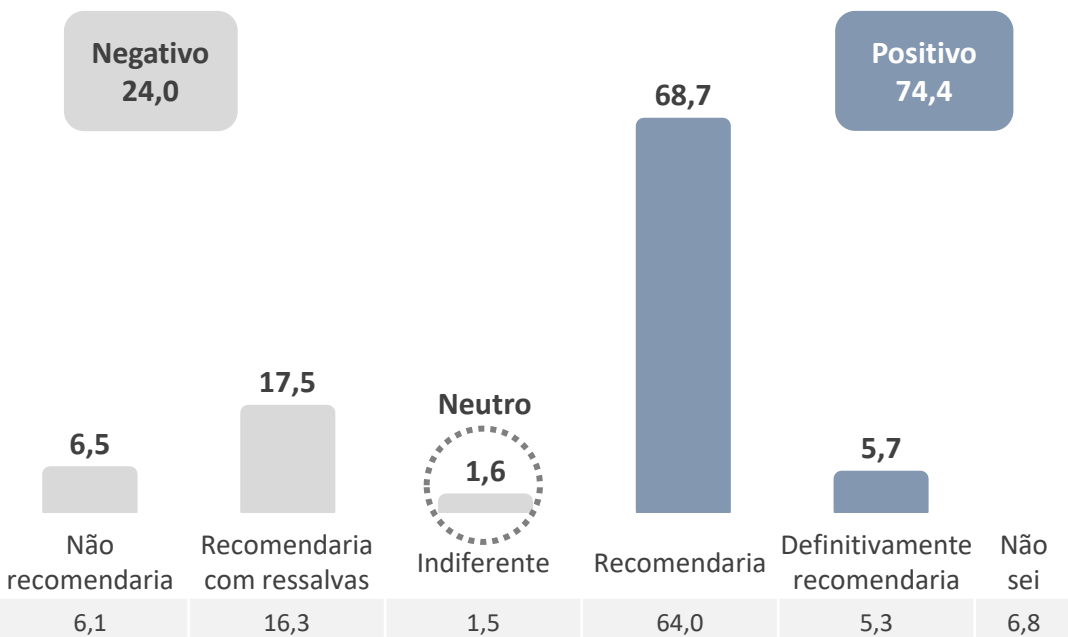 Negativo
24,0
Positivo
74,4
68,7
17,5
Neutro
6,5
1,6
5,7
Não
recomendaria
Recomendaria
com ressalvas
Indiferente
Recomendaria
Definitivamente
recomendaria
Não
sei
6,1
16,3
1,5
64,0
5,3
6,8